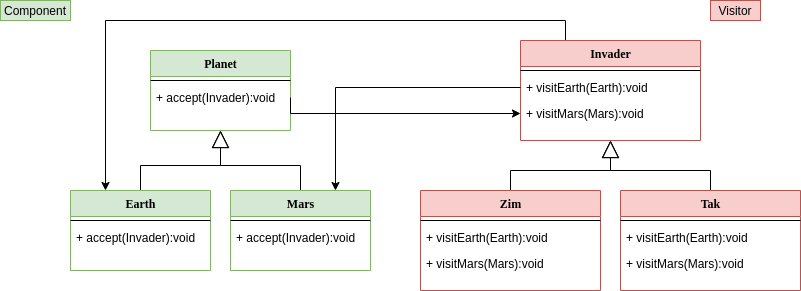 Component
Visitor
Planet
+ accept(Invader):void
Invader
+ visitEarth(Earth):void
+ visitMars(Mars):void
Earth
+ accept(Invader):void
Mars
+ accept(Invader):void
Zim
+ visitEarth(Earth):void
+ visitMars(Mars):void
Tak
+ visitEarth(Earth):void
+ visitMars(Mars):void